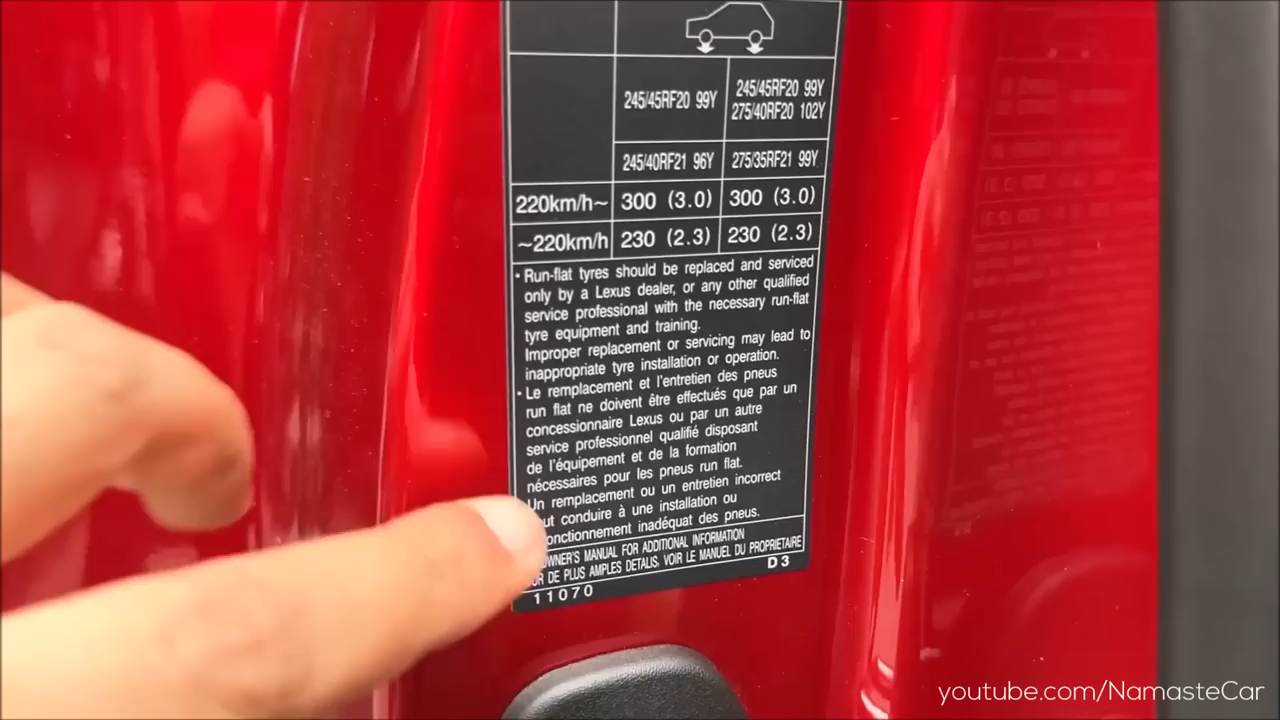 245/45RF20 99Y
245/45RF20 99Y
275/40RF20 102Y
245/40RF21 96Y
275/35RF21 99Y
220km/h~ 300 (3.0) 300 (3.0)
~220km/h 230 (2.3) 230 (2.3)
• Run-flat tyres should be replaced and serviced
only by a Lexus dealer, or any other qualified
service professional with the necessary run-flat
tyre equipment and training.
Improper replacement or servicing may lead to
inappropriate tyre installation or operation.
• Le remplacement et l'entretien des pneus
run flat ne doivent être effectués que par un
concessionnaire Lexus ou par un autre
service professionnel qualifié disposant
de l'équipement et de la formation
nécessaires pour les pneus run flat.
Un remplacement ou un entretien incorrect
ut conduire à une installation ou
onctionnement inadéquat des pneus.
WNER'S MANUAL FOR ADDITIONAL INFORMATION
UR DE PLUS AMPLES DETALIS, VOIR LE MANUEL DU PROPRIETAIRE
D3
11070
youtube.com/NamasteCar